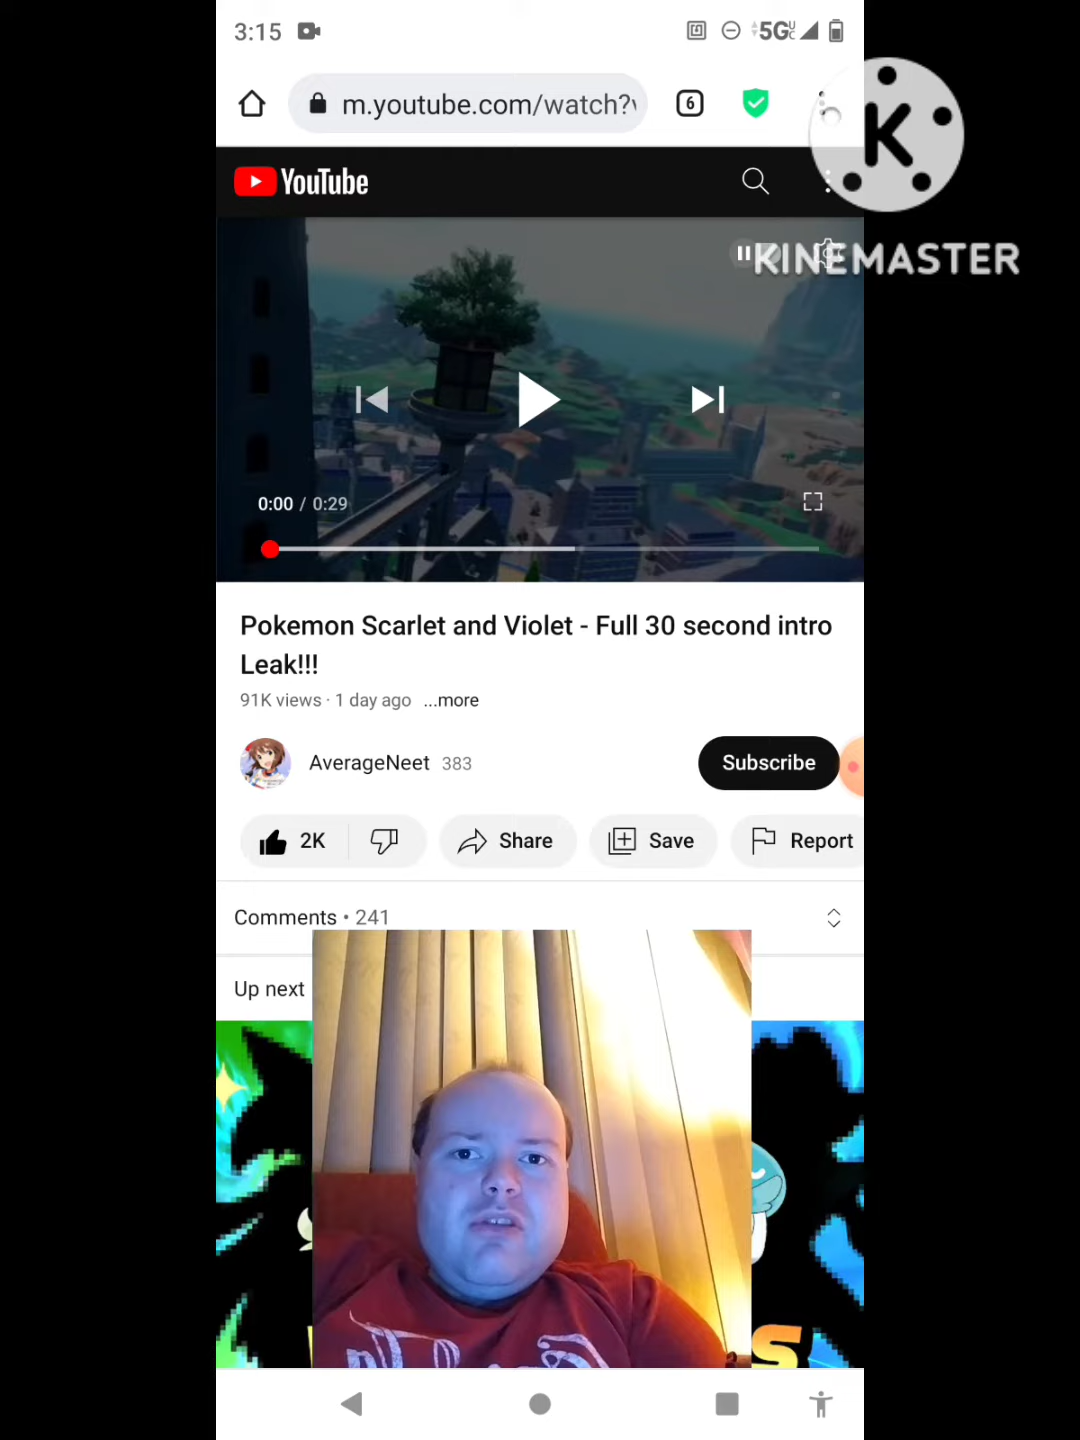 3:15
5G
UC
m.youtube.com/watch?v
6
K
YouTube
KINEMASTER
0:00 / 0:29
Pokemon Scarlet and Violet - Full 30 second intro
Leak!!!
91K views · 1 day ago ...more
AverageNeet 383
Subscribe
2K
Share
Save
Report
Comments • 241
Up next
S